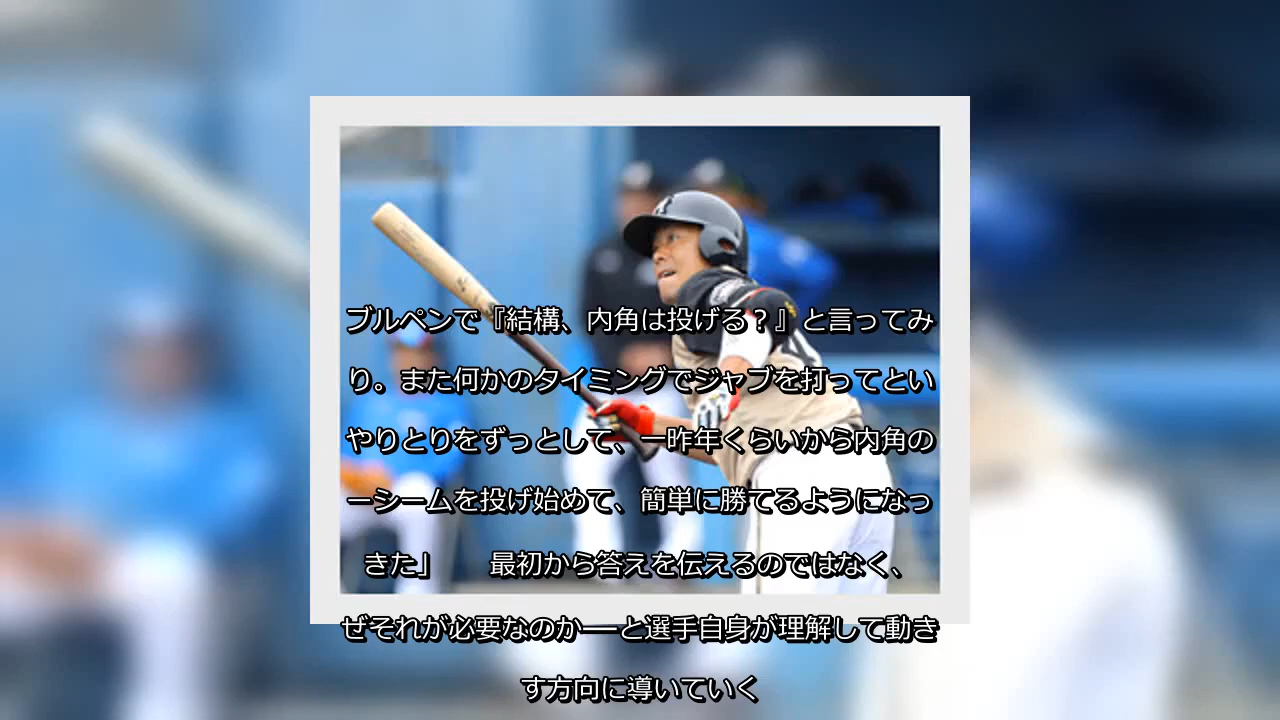 ブルペンで『結構、内角は投げる？』と言ってみ
り。また何かのタイミングでジャブを打ってとい
やりとりをずっとして、一昨年くらいから内角の
ーシームを投げ始めて、簡単に勝てるようになっ
きた」　　最初から答えを伝えるのではなく、
ぜそれが必要なのか──と選手自身が理解して動き
す方向に導いていく